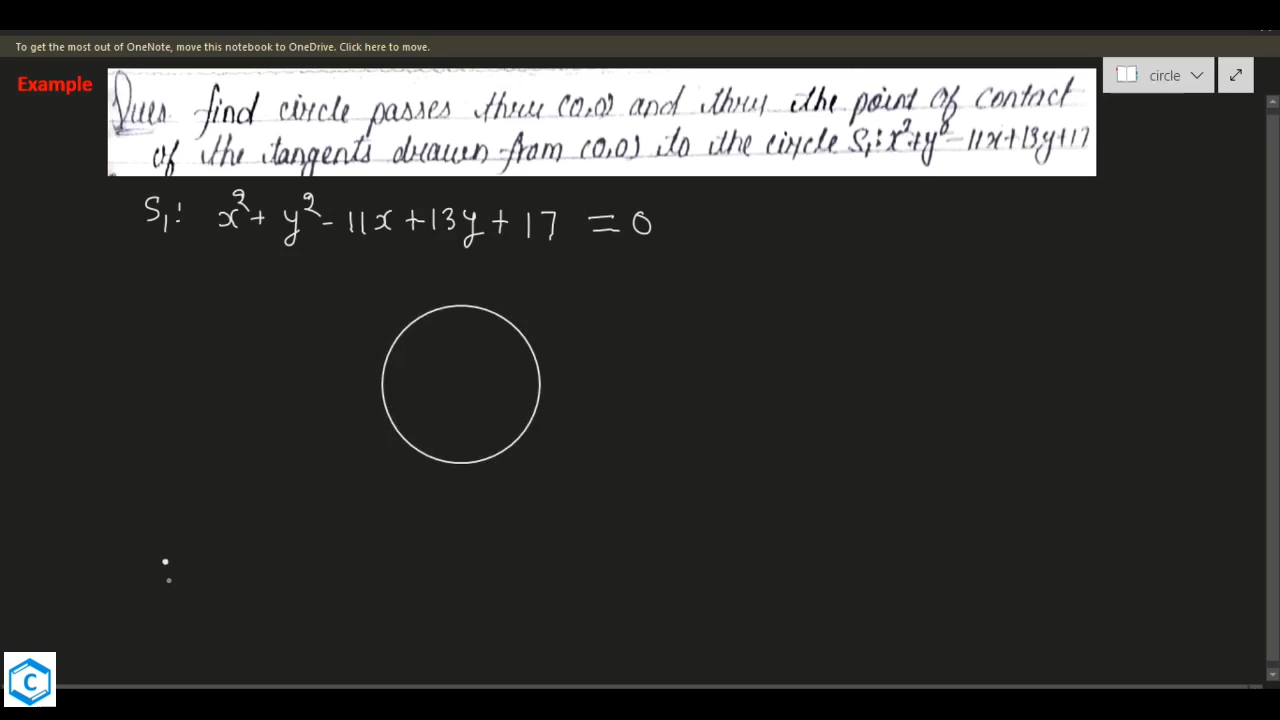 To get the most out of OneNote, move this notebook to OneDrive. Click here to move.
Example
circle
Ques. find circle passes thru (0,0) and thru the point of contact
of the tangents drawn from (0,0) to the circle S₁: x²+y²-11x+13y+17
S₁: x² + y² - 11x + 13y + 17 = 0
C